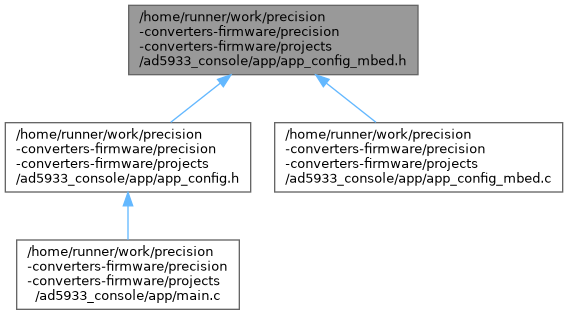 /home/runner/work/precision
-converters-firmware/precision
-converters-firmware/projects
/ad5933_console/app/app_config_mbed.h
/home/runner/work/precision
-converters-firmware/precision
-converters-firmware/projects
/ad5933_console/app/app_config.h
/home/runner/work/precision
-converters-firmware/precision
-converters-firmware/projects
/ad5933_console/app/app_config_mbed.c
/home/runner/work/precision
-converters-firmware/precision
-converters-firmware/projects
/ad5933_console/app/main.c